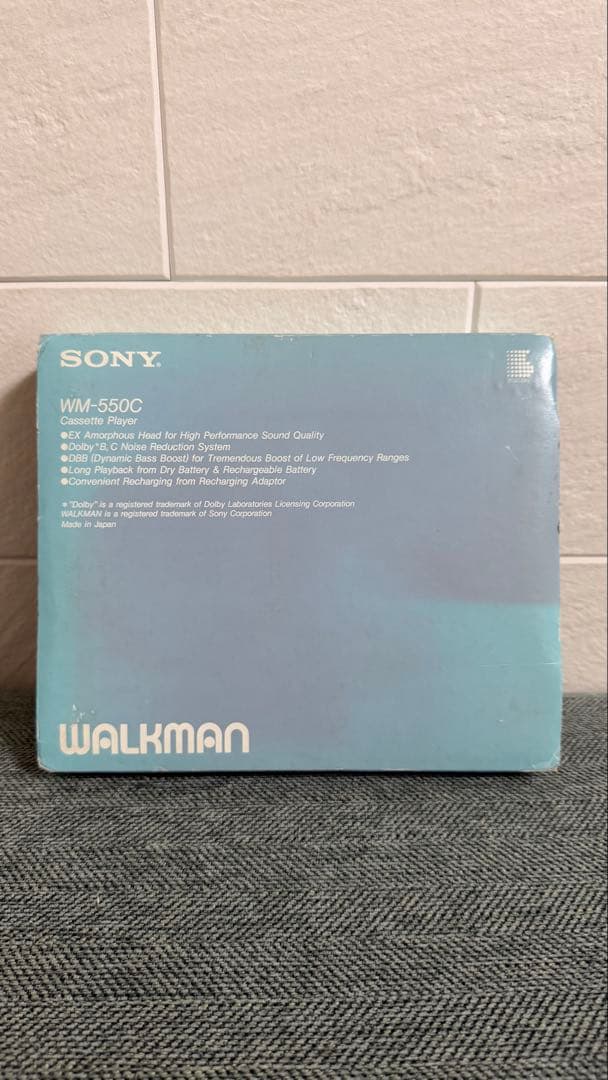 SONY®
WM-550C
Cassette Player
●EX Amorphous Head for High Performance Sound Quality
●Dolby* B, C Noise Reduction System
●DBB (Dynamic Bass Boost) for Tremendous Boost of Low Frequency Ranges
●Long Playback from Dry Battery & Rechargeable Battery
●Convenient Recharging from Recharging Adaptor
*"Dolby" is a registered trademark of Dolby Laboratories Licensing Corporation
WALKMAN is a registered trademark of Sony Corporation
Made in Japan
WALKMAN